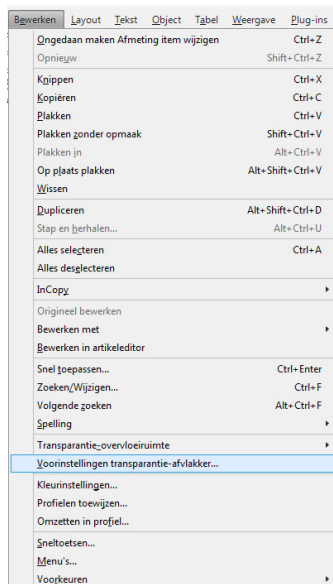 Bewerken Layout Tekst Object Tabel Weergave Plug-ins
Ongedaan maken Afmeting item wijzigen Ctrl+Z
Opnieuw Shift+Ctrl+Z
Knippen Ctrl+X
Kopiëren Ctrl+C
Plakken Ctrl+V
Plakken zonder opmaak Shift+Ctrl+V
Plakken in Alt+Ctrl+V
Op plaats plakken Alt+Shift+Ctrl+V
Wissen
Dupliceren Alt+Shift+Ctrl+D
Stap en herhalen... Alt+Ctrl+U
Alles selecteren Ctrl+A
Alles deselecteren
InCopy
Origineel bewerken
Bewerken met
Bewerken in artikeleditor
Snel toepassen... Ctrl+Enter
Zoeken/Wijzigen... Ctrl+F
Volgende zoeken Alt+Ctrl+F
Spelling
Transparantie-overvloeiruimte
Voorinstellingen transparantie-afvlakker...
Kleurinstellingen...
Profielen toewijzen...
Omzetten in profiel...
Sneltoetsen...
Menu's...
Voorkeuren